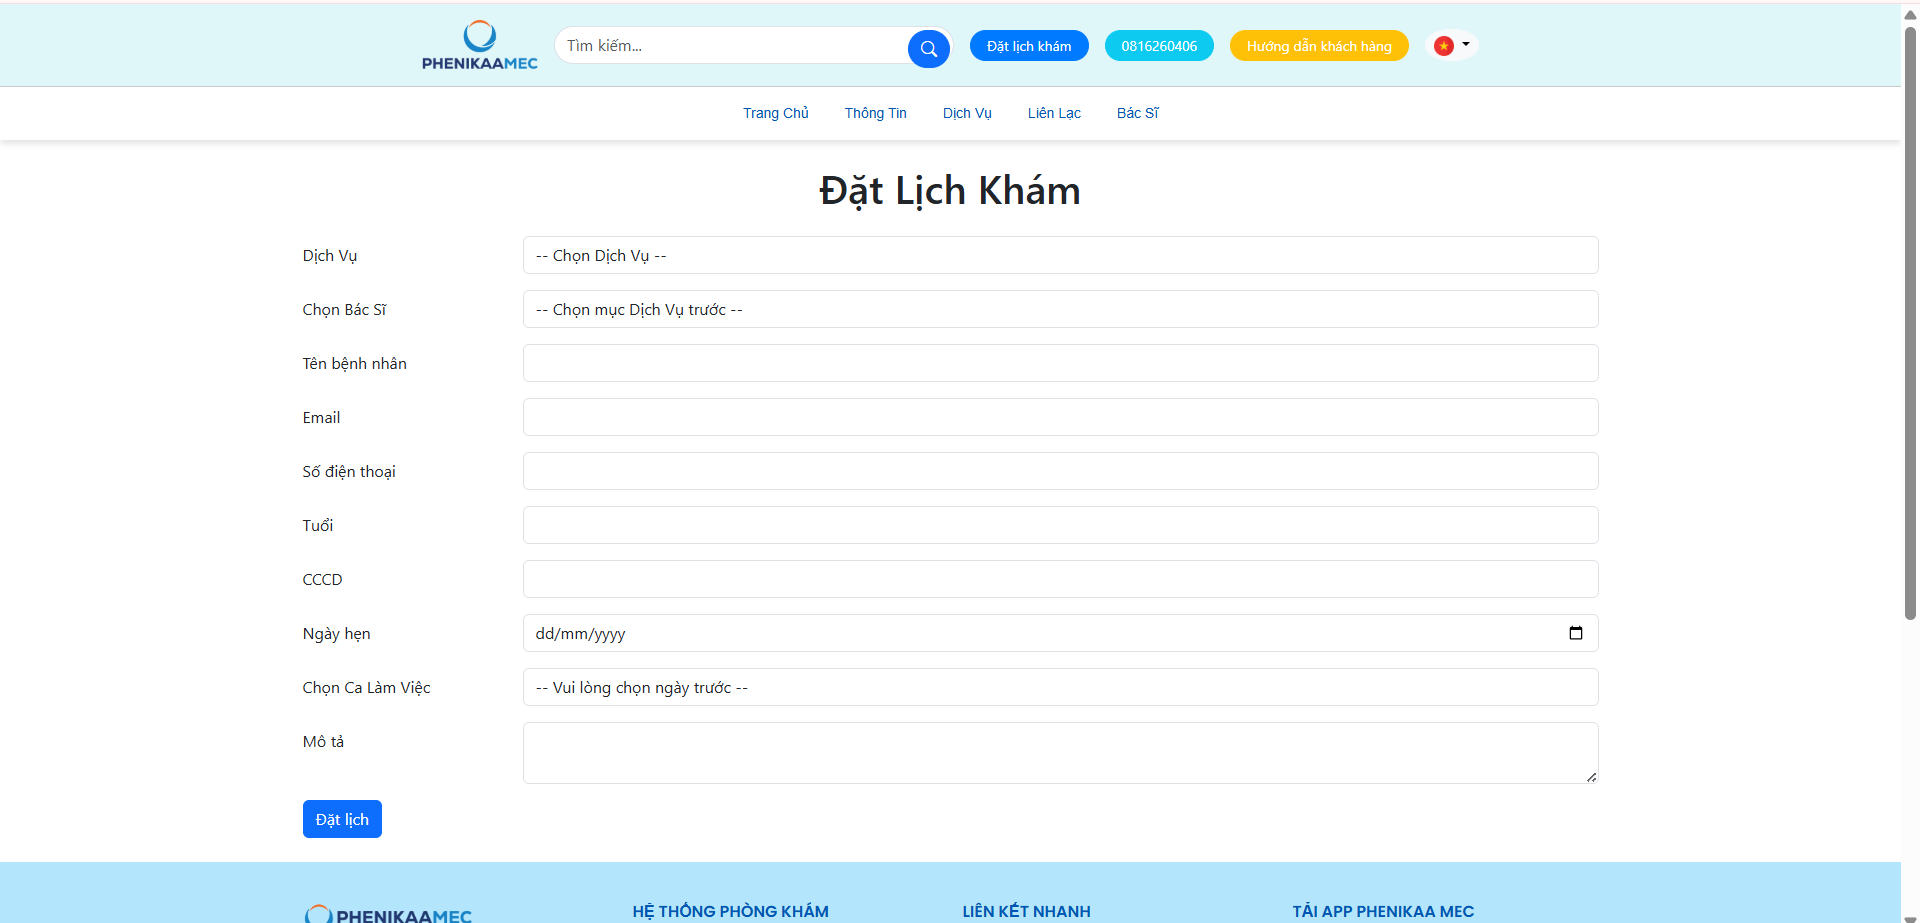 PHENIKAAMEC
Tìm kiếm...
Đặt lịch khám
0816260406
Hướng dẫn khách hàng
Trang Chủ
Thông Tin
Dịch Vụ
Liên Lạc
Bác Sĩ
Đặt Lịch Khám
Dịch Vụ
-- Chọn Dịch Vụ --
Chọn Bác Sĩ
-- Chọn mục Dịch Vụ trước --
Tên bệnh nhân
Email
Số điện thoại
Tuổi
CCCD
Ngày hẹn
dd/mm/yyyy
Chọn Ca Làm Việc
-- Vui lòng chọn ngày trước --
Mô tả
Đặt lịch
PHENIKAAMEC
HỆ THỐNG PHÒNG KHÁM
LIÊN KẾT NHANH
TẢI APP PHENIKAA MEC